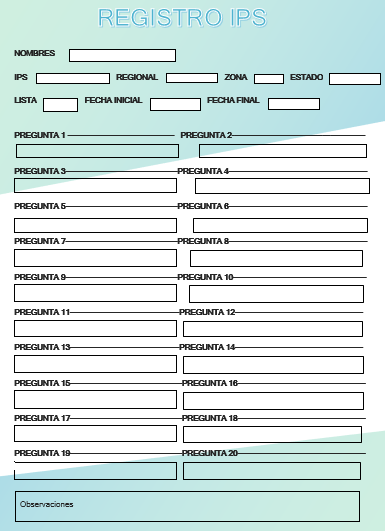 REGISTRO IPS
NOMBRES
IPS REGIONAL ZONA ESTADO
LISTA FECHA INICIAL FECHA FINAL
PREGUNTA 1 PREGUNTA 2
PREGUNTA 3 PREGUNTA 4
PREGUNTA 5 PREGUNTA 6
PREGUNTA 7 PREGUNTA 8
PREGUNTA 9 PREGUNTA 10
PREGUNTA 11 PREGUNTA 12
PREGUNTA 13 PREGUNTA 14
PREGUNTA 15 PREGUNTA 16
PREGUNTA 17 PREGUNTA 18
PREGUNTA 19 PREGUNTA 20
Observaciones